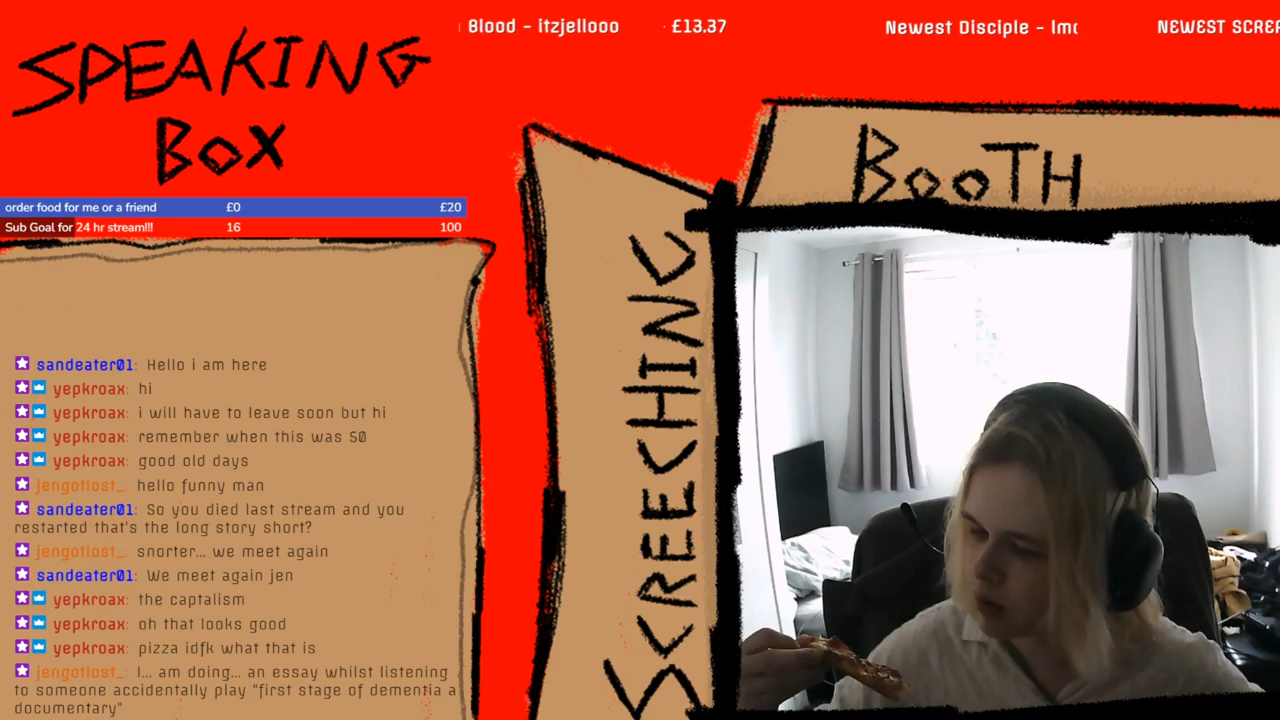 Blood - itzjellooo · £13.37 Newest Disciple - NEWEST
SPEAKING
BOX
BOOTH
SCREECHING
order food for me or a friend £0 £20
Sub Goal for 24 hr stream!!! 16 100
sandeater01: Hello i am here
yepkroax: hi
yepkroax: i will have to leave soon but hi
yepkroax: remember when this was 50
yepkroax: good old days
jengotlost_: hello funny man
sandeater01: So you died last stream and you
restarted that's the long story short?
jengotlost_: snorter... we meet again
sandeater01: We meet again jen
yepkroax: the captalism
yepkroax: oh that looks good
yepkroax: pizza idfk what that is
jengotlost_: I... am doing... an essay whilst listening
to someone accidentally play "first stage of dementia a
documentary"